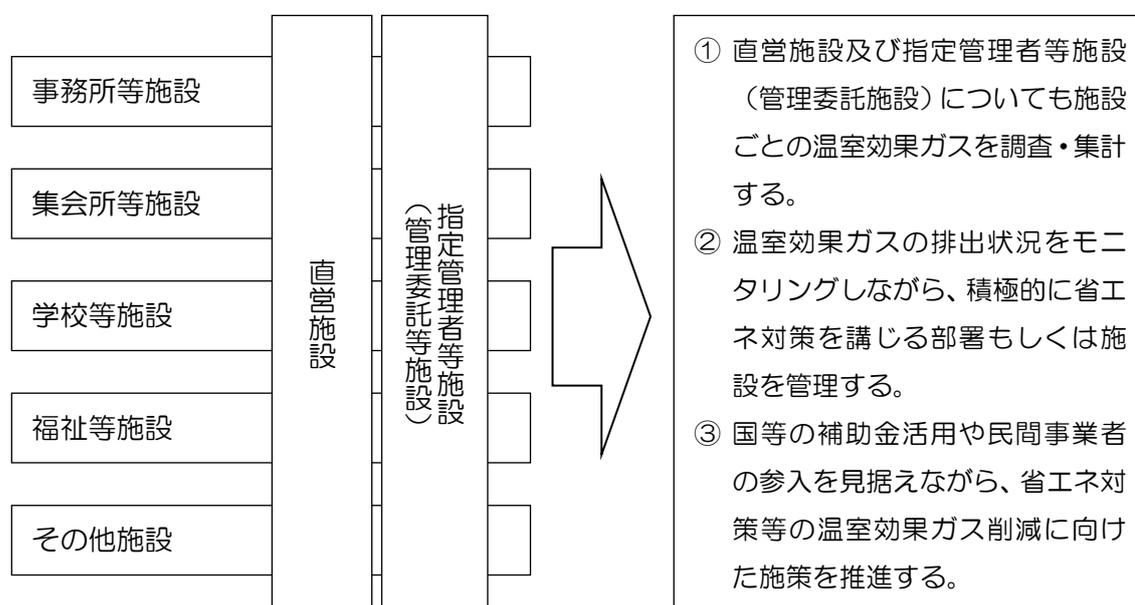 事務所等施設
集会所等施設
学校等施設
福祉等施設
その他施設
直営施設
指定管理者等施設
（管理委託等施設）
① 直営施設及び指定管理者等施設
（管理委託施設）についても施設
ごとの温室効果ガスを調査・集計
する。
② 温室効果ガスの排出状況をモニ
タリングしながら、積極的に省エ
ネ対策を講じる部署もしくは施
設を管理する。
③ 国等の補助金活用や民間事業者
の参入を見据えながら、省エネ対
策等の温室効果ガス削減に向け
た施策を推進する。